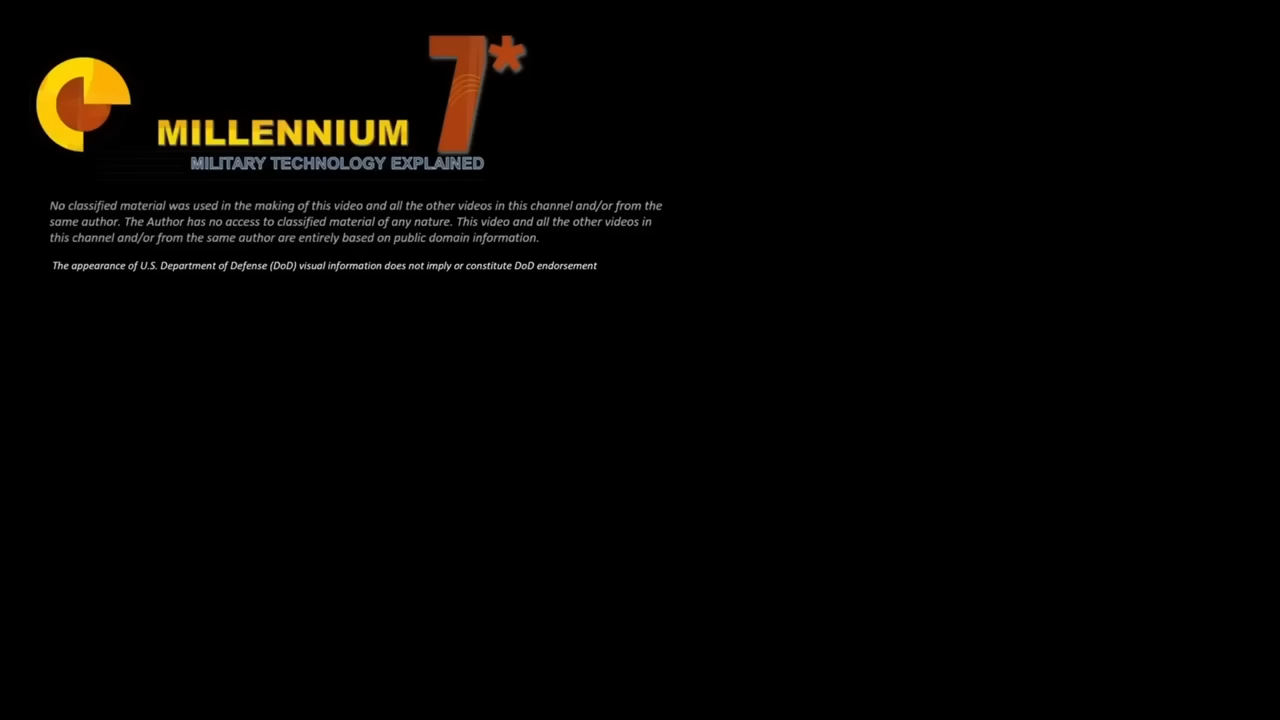 MILLENNIUM 7*
MILITARY TECHNOLOGY EXPLAINED
No classified material was used in the making of this video and all the other videos in this channel and/or from the
same author. The Author has no access to classified material of any nature. This video and all the other videos in
this channel and/or from the same author are entirely based on public domain information.
The appearance of U.S. Department of Defense (DoD) visual information does not imply or constitute DoD endorsement